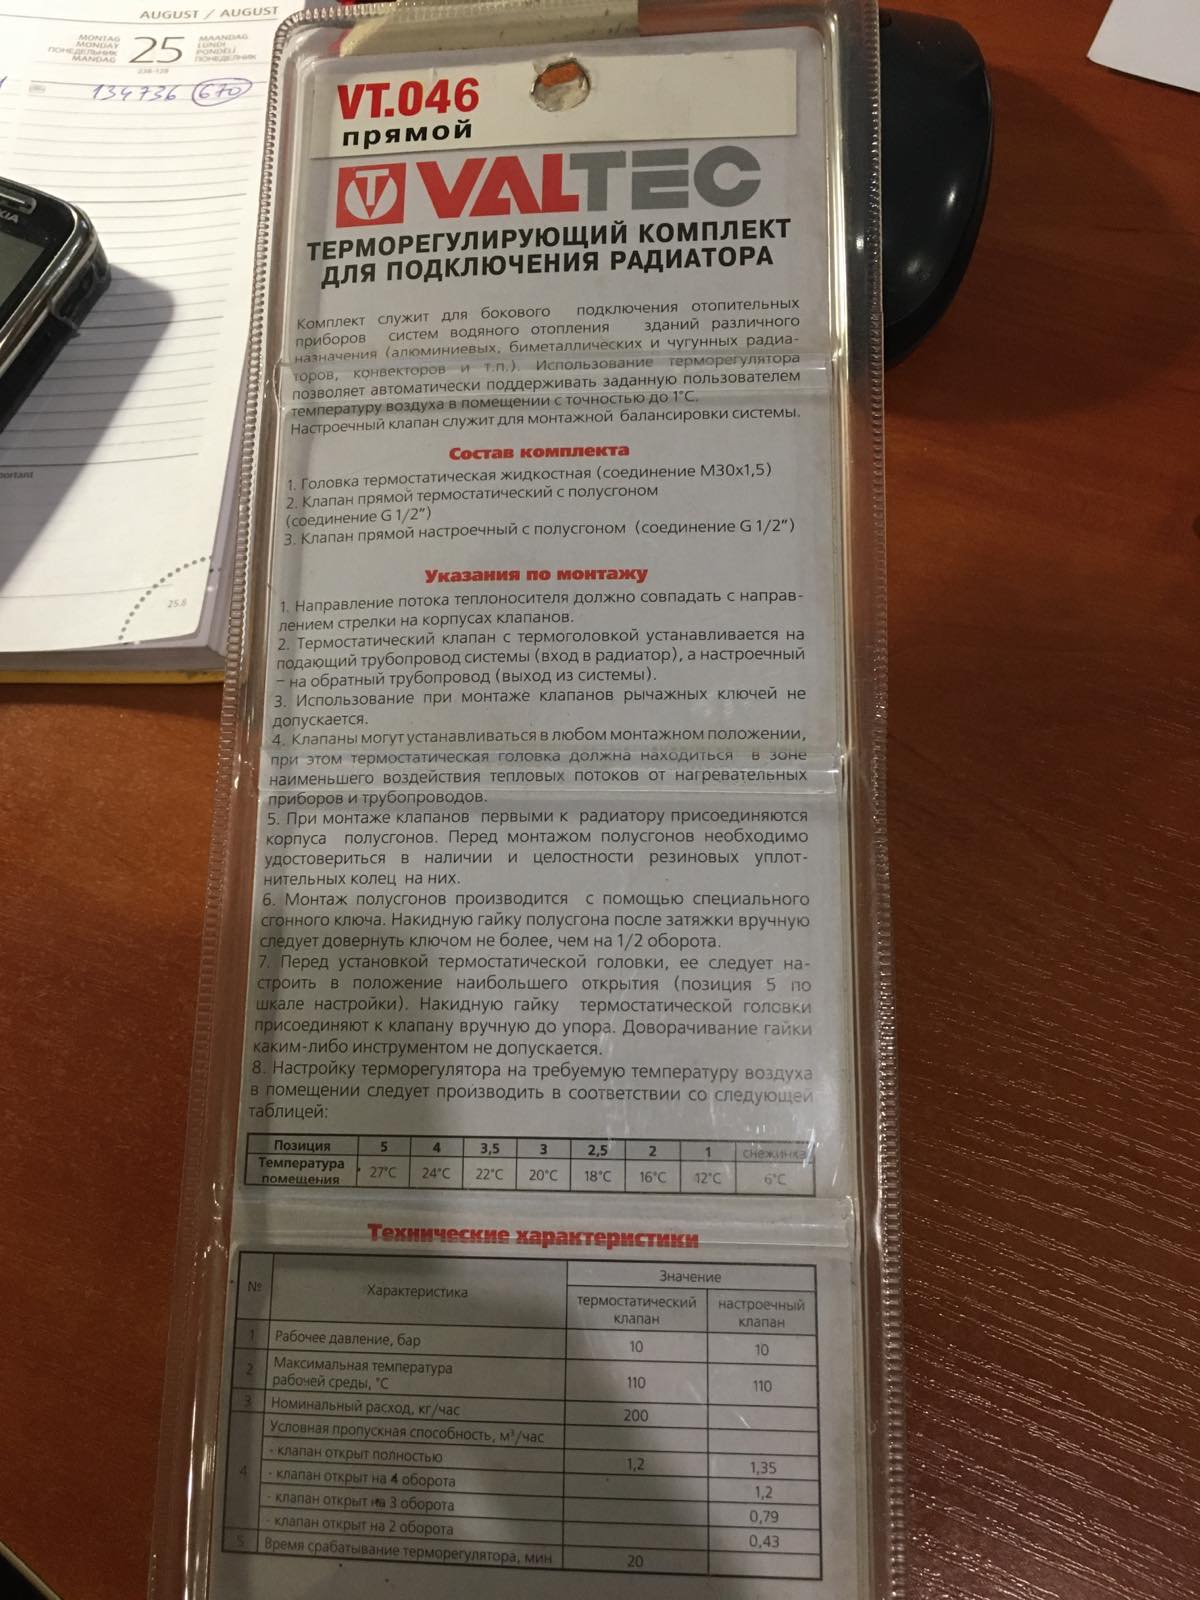 AUGUST / AUGUST
MONTAG
MONDAY
ПОНЕДЕЛЬНИК
MANDAG
25
MAANDAG
LUNDI
PONDELI
ПОНЕДЕЛНИК
134736 670
25.8
VT.046
прямой
VALTEC
ТЕРМОРЕГУЛИРУЮЩИЙ КОМПЛЕКТ
ДЛЯ ПОДКЛЮЧЕНИЯ РАДИАТОРА
Комплект служит для бокового подключения отопительных
приборов систем водяного отопления зданий различного
назначения (алюминиевых, биметаллических и чугунных радиа-
торов, конвекторов и т.п.). Использование терморегулятора
позволяет автоматически поддерживать заданную пользователем
температуру воздуха в помещении с точностью до 1°С.
Настроечный клапан служит для монтажной балансировки системы.
Состав комплекта
1. Головка термостатическая жидкостная (соединение М30х1,5)
2. Клапан прямой термостатический с полусгоном
(соединение G 1/2")
3. Клапан прямой настроечный с полусгоном (соединение G 1/2")
Указания по монтажу
1. Направление потока теплоносителя должно совпадать с направ-
лением стрелки на корпусах клапанов.
2. Термостатический клапан с термоголовкой устанавливается на
подающий трубопровод системы (вход в радиатор), а настроечный
– на обратный трубопровод (выход из системы).
3. Использование при монтаже клапанов рычажных ключей не
допускается.
4. Клапаны могут устанавливаться в любом монтажном положении,
при этом термостатическая головка должна находиться в зоне
наименьшего воздействия тепловых потоков от нагревательных
приборов и трубопроводов.
5. При монтаже клапанов первыми к радиатору присоединяются
корпуса полусгонов. Перед монтажом полусгонов необходимо
удостовериться в наличии и целостности резиновых уплот-
нительных колец на них.
6. Монтаж полусгонов производится с помощью специального
сгонного ключа. Накидную гайку полусгона после затяжки вручную
следует довернуть ключом не более, чем на 1/2 оборота.
7. Перед установкой термостатической головки, ее следует на-
строить в положение наибольшего открытия (позиция 5 по
шкале настройки). Накидную гайку термостатической головки
присоединяют к клапану вручную до упора. Доворачивание гайки
каким-либо инструментом не допускается.
8. Настройку терморегулятора на требуемую температуру воздуха
в помещении следует производить в соответствии со следующей
таблицей:
Позиция 5 4 3,5 3 2,5 2 1 снежинка
Температура помещения 27°С 24°С 22°С 20°С 18°С 16°С 12°С 6°С
Технические характеристики
№ Характеристика Значение
термостатический клапан настроечный клапан
1 Рабочее давление, бар 10 10
2 Максимальная температура рабочей среды, °С 110 110
3 Номинальный расход, кг/час 200
4 Условная пропускная способность, м³/час
- клапан открыт полностью 1,2 1,35
- клапан открыт на 4 оборота 1,2
- клапан открыт на 3 оборота 0,79
- клапан открыт на 2 оборота 0,43
5 Время срабатывание терморегулятора, мин 20